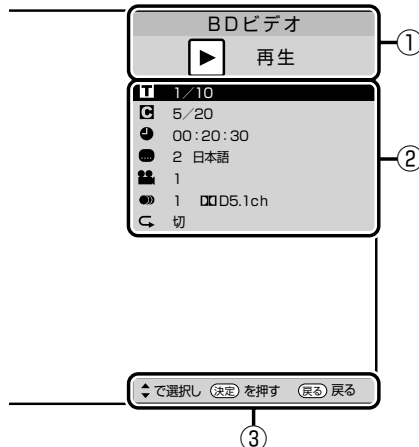 BDビデオ
再生
①
T 1/10
C 5/20
00:20:30
2 日本語
②
1
1 DD D5.1ch
切
で選択し 決定 を押す 戻る 戻る
③